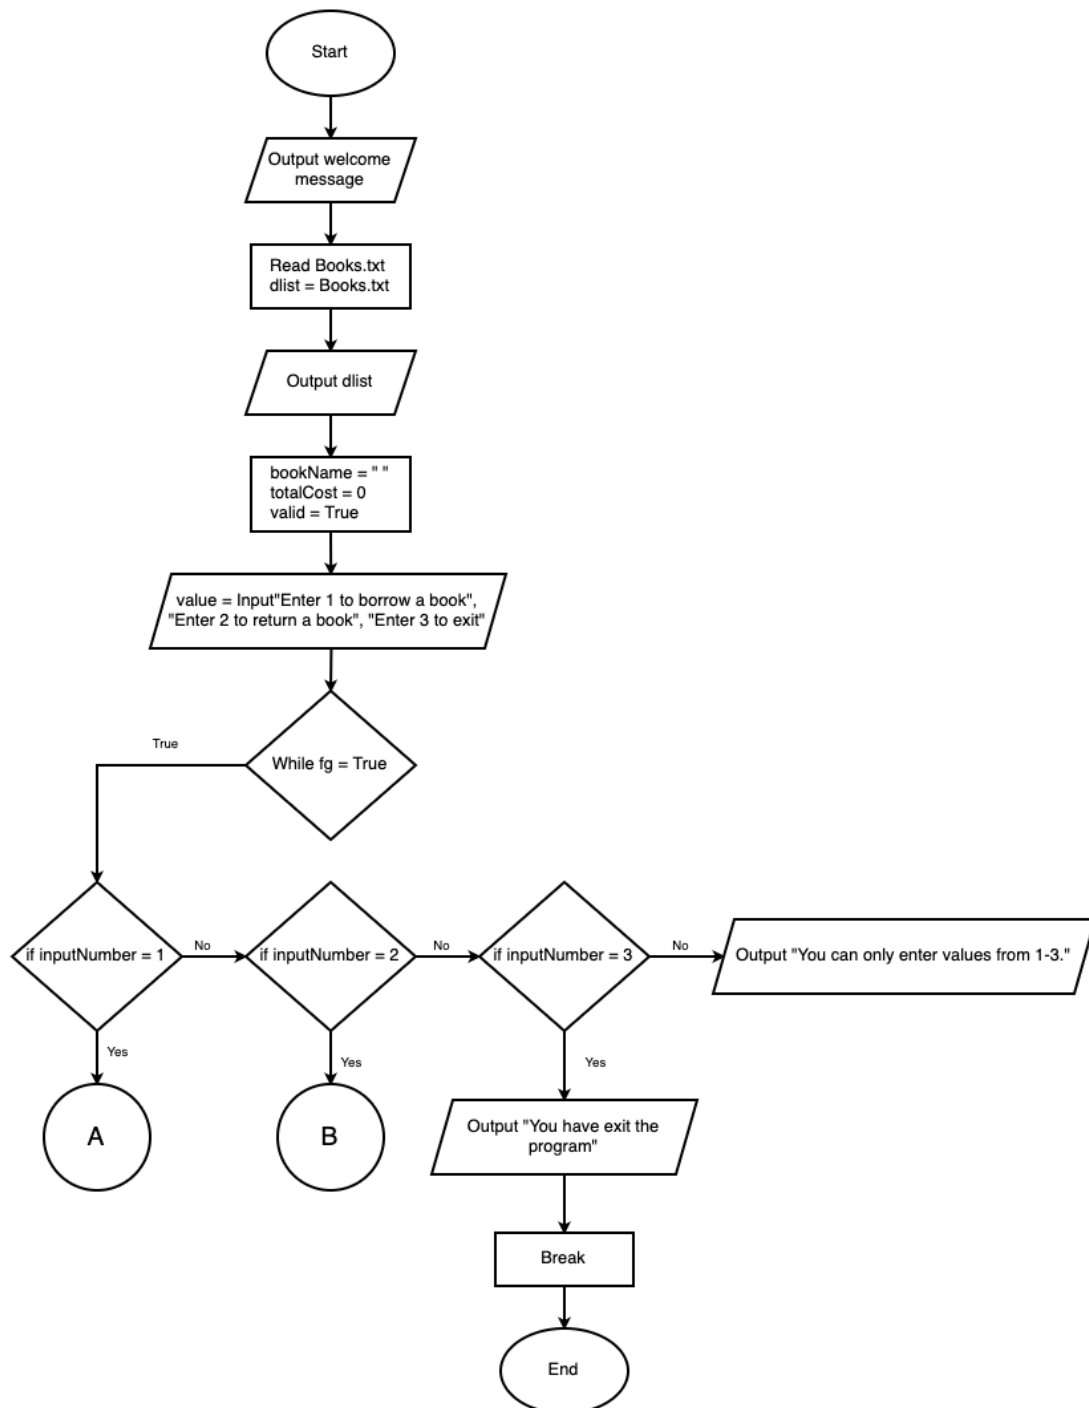 Start
Output welcome
message
Read Books.txt
dlist = Books.txt
Output dlist
bookName = " "
totalCost = 0
valid = True
value = Input"Enter 1 to borrow a book",
"Enter 2 to return a book", "Enter 3 to exit"
While fg = True
True
if inputNumber = 1
No
if inputNumber = 2
No
if inputNumber = 3
No
Output "You can only enter values from 1-3."
Yes
Yes
Yes
A
B
Output "You have exit the
program"
Break
End